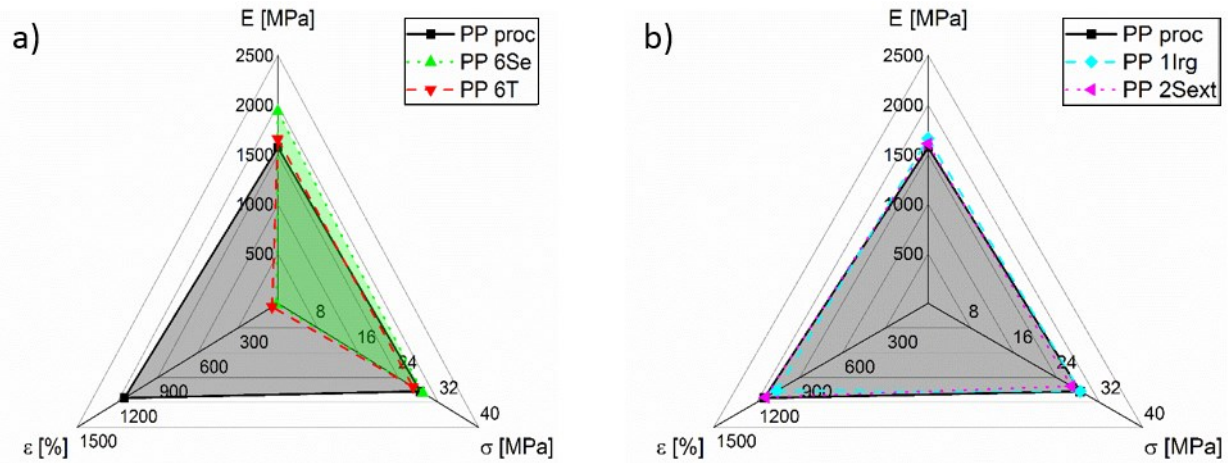 a)
E [MPa]
PP proc
PP 6Se
PP 6T
2500
2000
1500
1000
500
8
16
24
32
40
300
600
900
1200
1500
ε [%]
σ [MPa]
b)
E [MPa]
PP proc
PP 1Irg
PP 2Sext
2500
2000
1500
1000
500
8
16
24
32
40
300
600
900
1200
1500
ε [%]
σ [MPa]